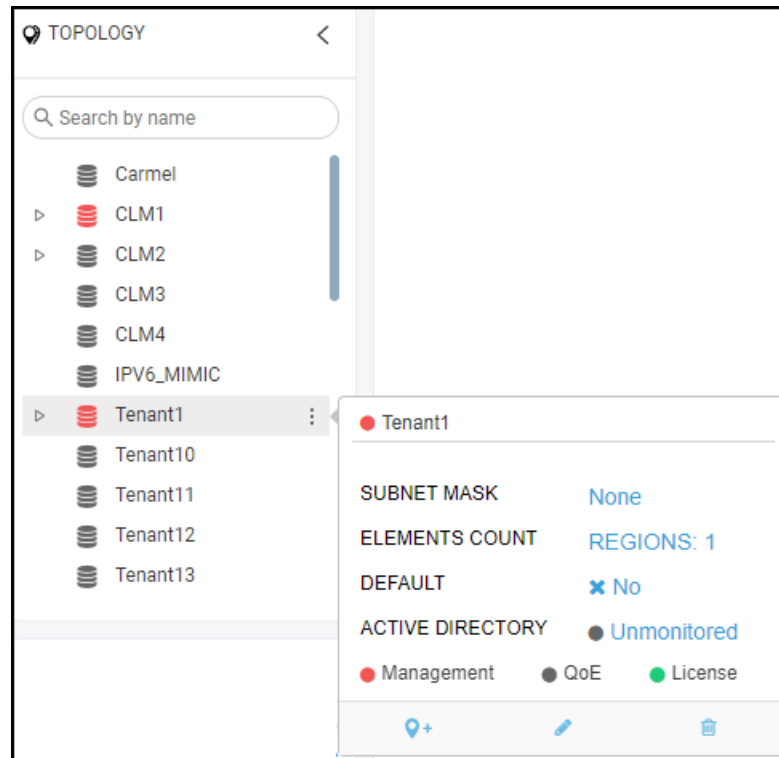 TOPOLOGY
Search by name
Carmel
CLM1
CLM2
CLM3
CLM4
IPV6_MIMIC
Tenant1
Tenant10
Tenant11
Tenant12
Tenant13
Tenant1
SUBNET MASK None
ELEMENTS COUNT REGIONS: 1
DEFAULT No
ACTIVE DIRECTORY Unmonitored
Management QoE License